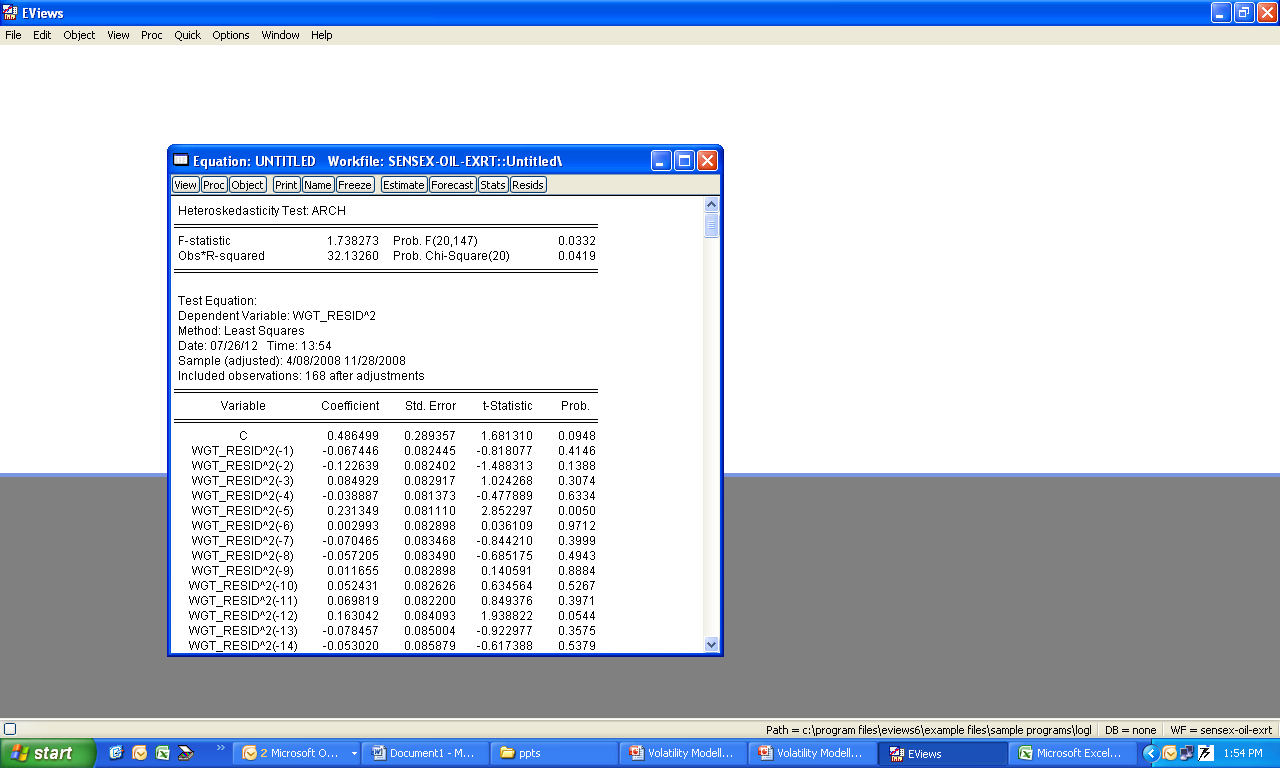 EViews
File Edit Object View Proc Quick Options Window Help
Equation: UNTITLED Workfile: SENSEX-OIL-EXRT::Untitled\
View Proc Object Print Name Freeze Estimate Forecast Stats Resids
Heteroskedasticity Test: ARCH
F-statistic 1.738273 Prob. F(20,147) 0.0332
Obs*R-squared 32.13260 Prob. Chi-Square(20) 0.0419
Test Equation:
Dependent Variable: WGT_RESID^2
Method: Least Squares
Date: 07/26/12 Time: 13:54
Sample (adjusted): 4/08/2008 11/28/2008
Included observations: 168 after adjustments
Variable Coefficient Std. Error t-Statistic Prob.
C 0.486499 0.289357 1.681310 0.0948
WGT_RESID^2(-1) -0.067446 0.082445 -0.818077 0.4146
WGT_RESID^2(-2) -0.122639 0.082402 -1.488313 0.1388
WGT_RESID^2(-3) 0.084929 0.082917 1.024268 0.3074
WGT_RESID^2(-4) -0.038887 0.081373 -0.477889 0.6334
WGT_RESID^2(-5) 0.231349 0.081110 2.852297 0.0050
WGT_RESID^2(-6) 0.002993 0.082898 0.036109 0.9712
WGT_RESID^2(-7) -0.070465 0.083468 -0.844210 0.3999
WGT_RESID^2(-8) -0.057205 0.083490 -0.685175 0.4943
WGT_RESID^2(-9) 0.011655 0.082898 0.140591 0.8884
WGT_RESID^2(-10) 0.052431 0.082626 0.634564 0.5267
WGT_RESID^2(-11) 0.069819 0.082200 0.849376 0.3971
WGT_RESID^2(-12) 0.163042 0.084093 1.938822 0.0544
WGT_RESID^2(-13) -0.078457 0.085004 -0.922977 0.3575
WGT_RESID^2(-14) -0.053020 0.085879 -0.617388 0.5379
Path = c:\program files\eviews6\example files\sample programs\logl DB = none WF = sensex-oil-exrt
start 2 Microsoft O... Document1 - M... ppts Volatility Modell... Volatility Modell... EViews Microsoft Excel... 1:54 PM